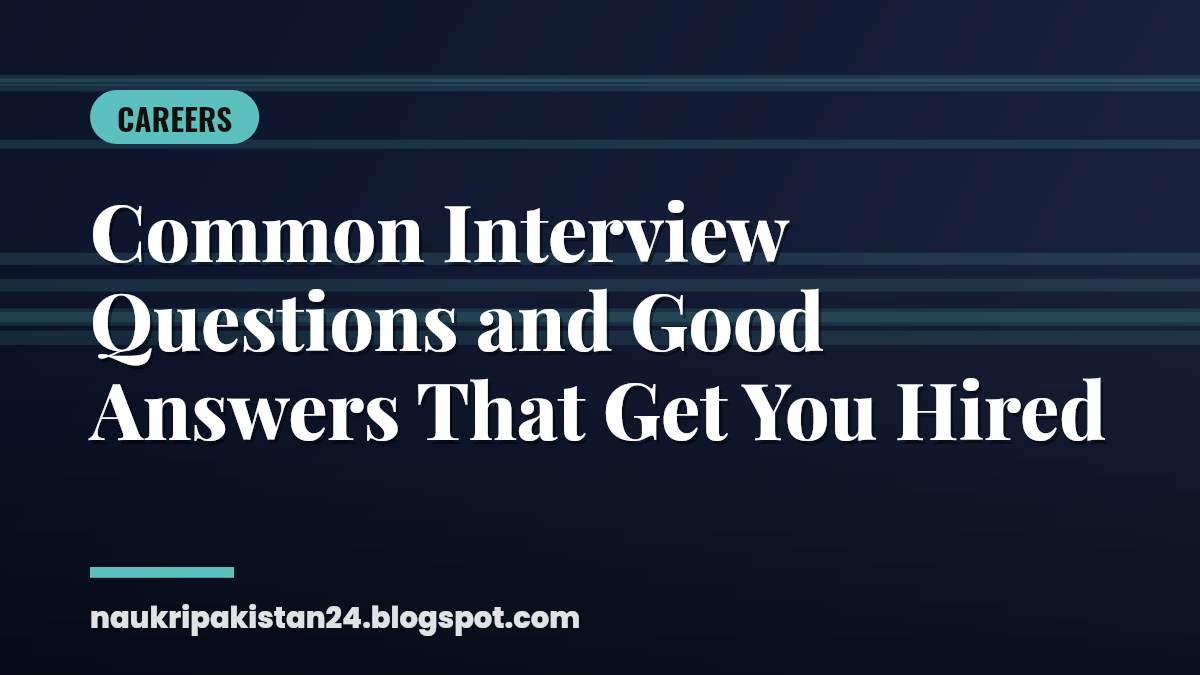 CAREERS
Common Interview
Questions and Good
Answers That Get You Hired
naukripakistan24.blogspot.com